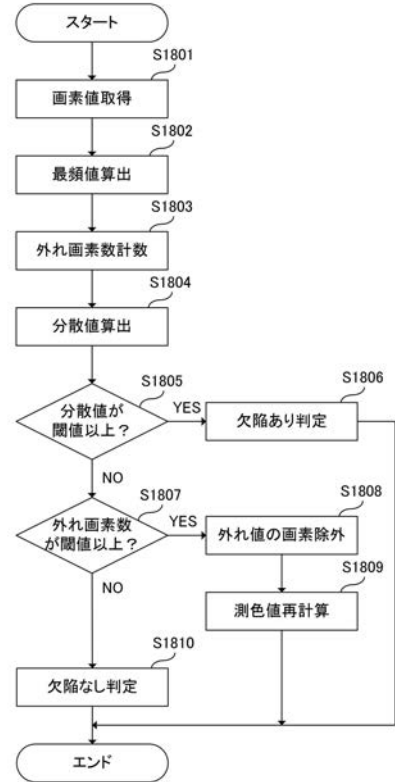 スタート
S1801
画素値取得
S1802
最頻値算出
S1803
外れ画素数計数
S1804
分散値算出
S1805
分散値が
閾値以上？
YES
S1806
欠陥あり判定
NO
S1807
外れ画素数
が閾値以上？
YES
S1808
外れ値の画素除外
S1809
測色値再計算
NO
S1810
欠陥なし判定
エンド